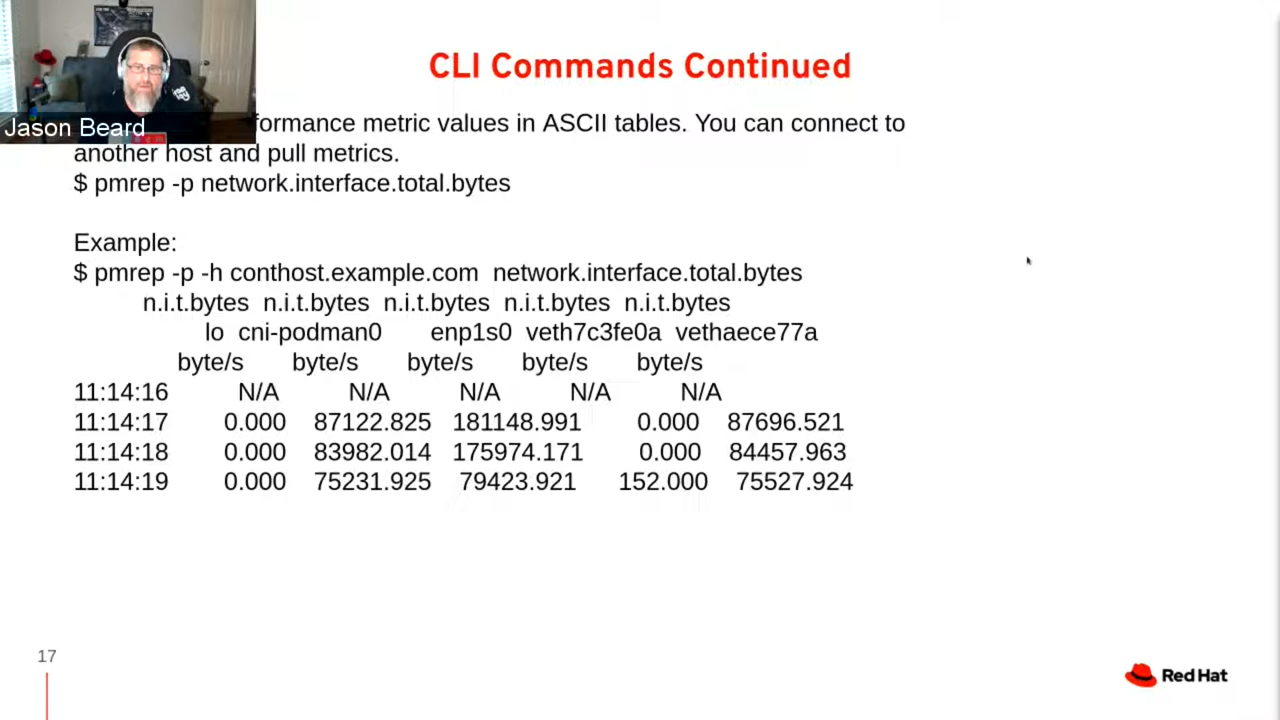 CLI Commands Continued
Jason Beard
formance metric values in ASCII tables. You can connect to
another host and pull metrics.
$ pmrep -p network.interface.total.bytes
Example:
$ pmrep -p -h conthost.example.com network.interface.total.bytes
n.i.t.bytes n.i.t.bytes n.i.t.bytes n.i.t.bytes n.i.t.bytes
lo cni-podman0 enp1s0 veth7c3fe0a vethaece77a
byte/s byte/s byte/s byte/s byte/s
11:14:16 N/A N/A N/A N/A N/A
11:14:17 0.000 87122.825 181148.991 0.000 87696.521
11:14:18 0.000 83982.014 175974.171 0.000 84457.963
11:14:19 0.000 75231.925 79423.921 152.000 75527.924
17
Red Hat